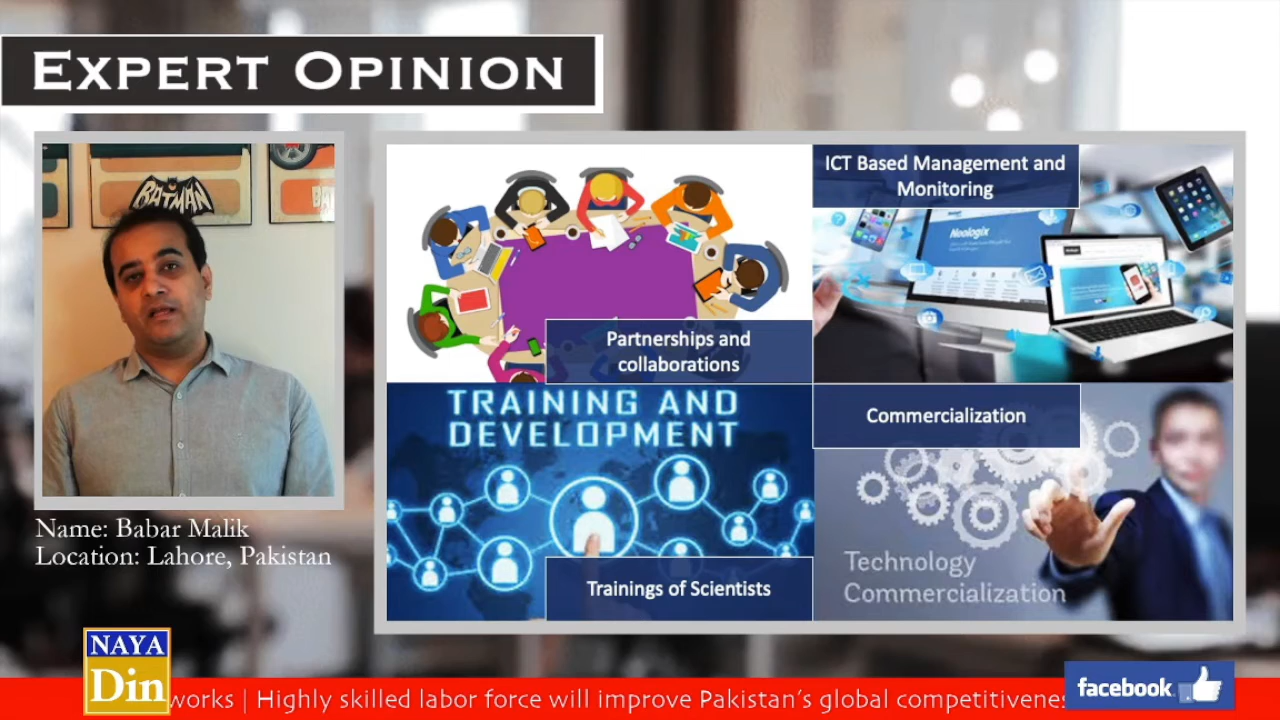 EXPERT OPINION
BATMAN
Name: Babar Malik
Location: Lahore, Pakistan
Partnerships and
collaborations
ICT Based Management and
Monitoring
Neologix
TRAINING AND
DEVELOPMENT
Trainings of Scientists
Commercialization
Technology
Commercialization
NAYA
Din
works | Highly skilled labor force will improve Pakistan's global competitivenes
facebook